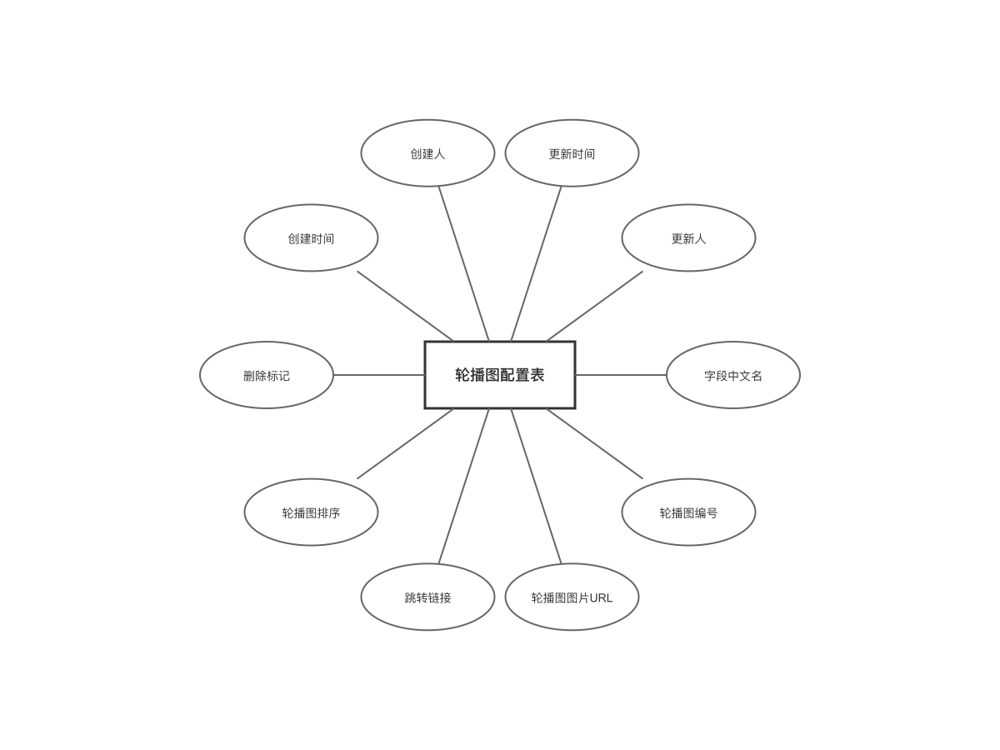 创建人
更新时间
创建时间
更新人
删除标记
轮播图配置表
字段中文名
轮播图排序
轮播图编号
跳转链接
轮播图图片URL